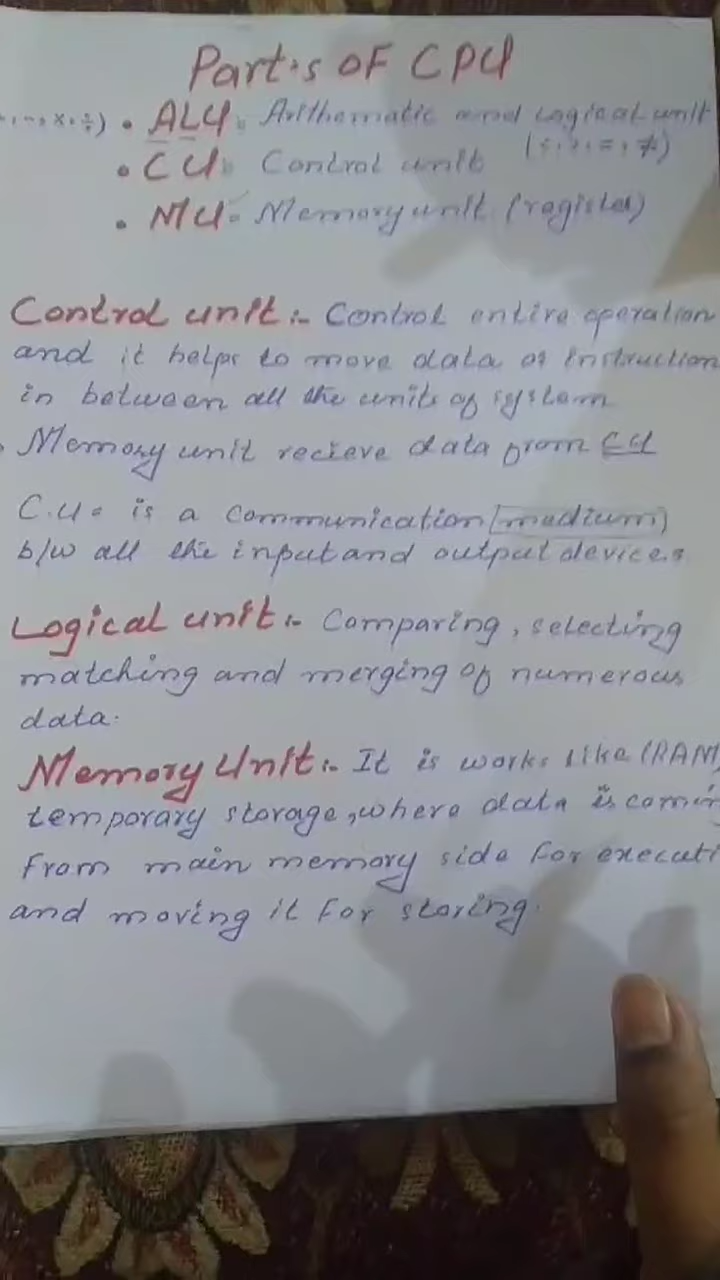 Part's OF CPU
-, x, ÷) • ALU: Arithematic and Logical unit
(<, >, =, ≠)
• CU: Control unit
• MU: Memory unit (register)
Control unit:- Control entire operation
and it helps to move data or instruction
in between all the units of system
Memory unit recieve data from CU
C.U. is a communication (medium)
b/w all the input and output devices
Logical unit:- Comparing, selecting
matching and merging of numerous
data.
Memory Unit:- It is works like (RAM
temporary storage, where data is comin
From main memory side for executi
and moving it for storing.